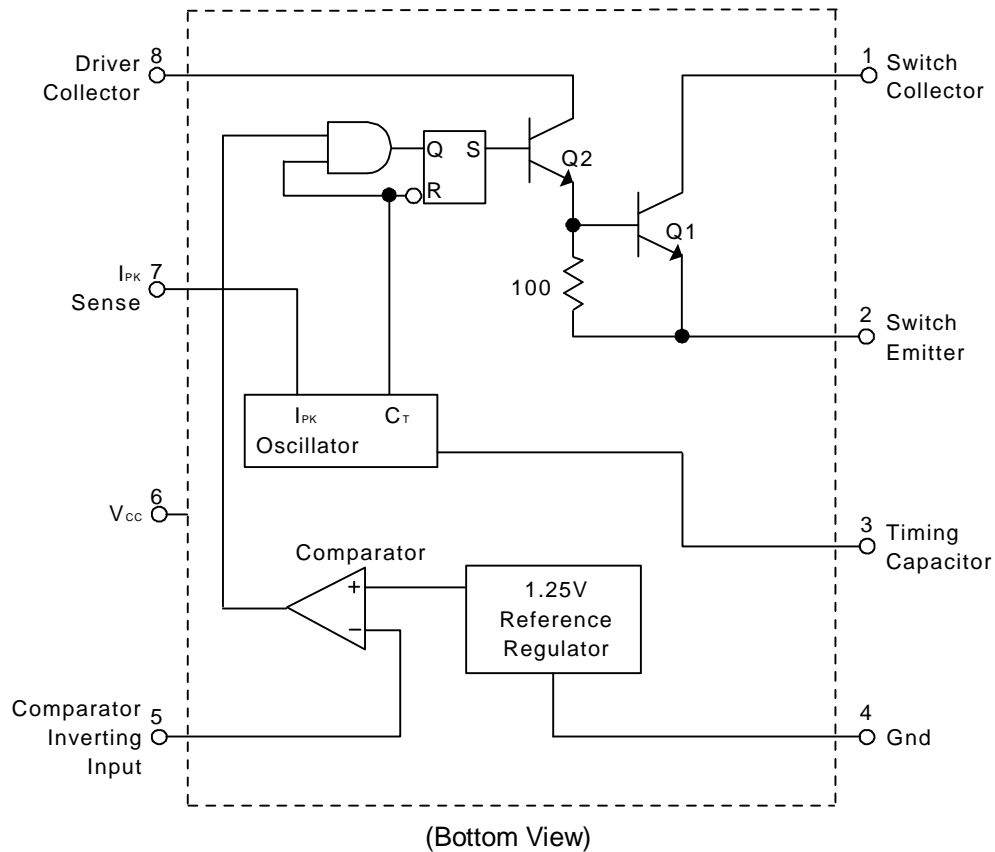 8
Driver
Collector
1
Switch
Collector
Q S
R
Q2
Q1
100
IPK 7
Sense
2
Switch
Emitter
IPK CT
Oscillator
6
VCC
3
Timing
Capacitor
Comparator
+
−
1.25V
Reference
Regulator
Comparator
Inverting
Input
5
4
Gnd
(Bottom View)